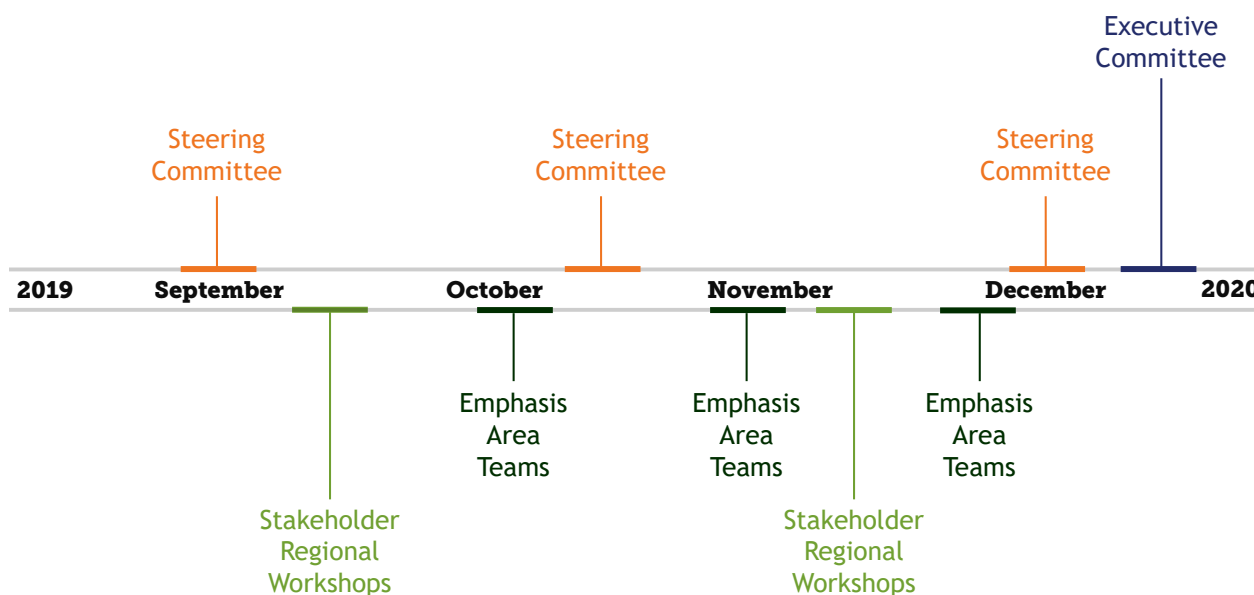 Executive
Committee
Steering
Committee
Steering
Committee
Steering
Committee
2019 September October November December 2020
Emphasis
Area
Teams
Emphasis
Area
Teams
Emphasis
Area
Teams
Stakeholder
Regional
Workshops
Stakeholder
Regional
Workshops